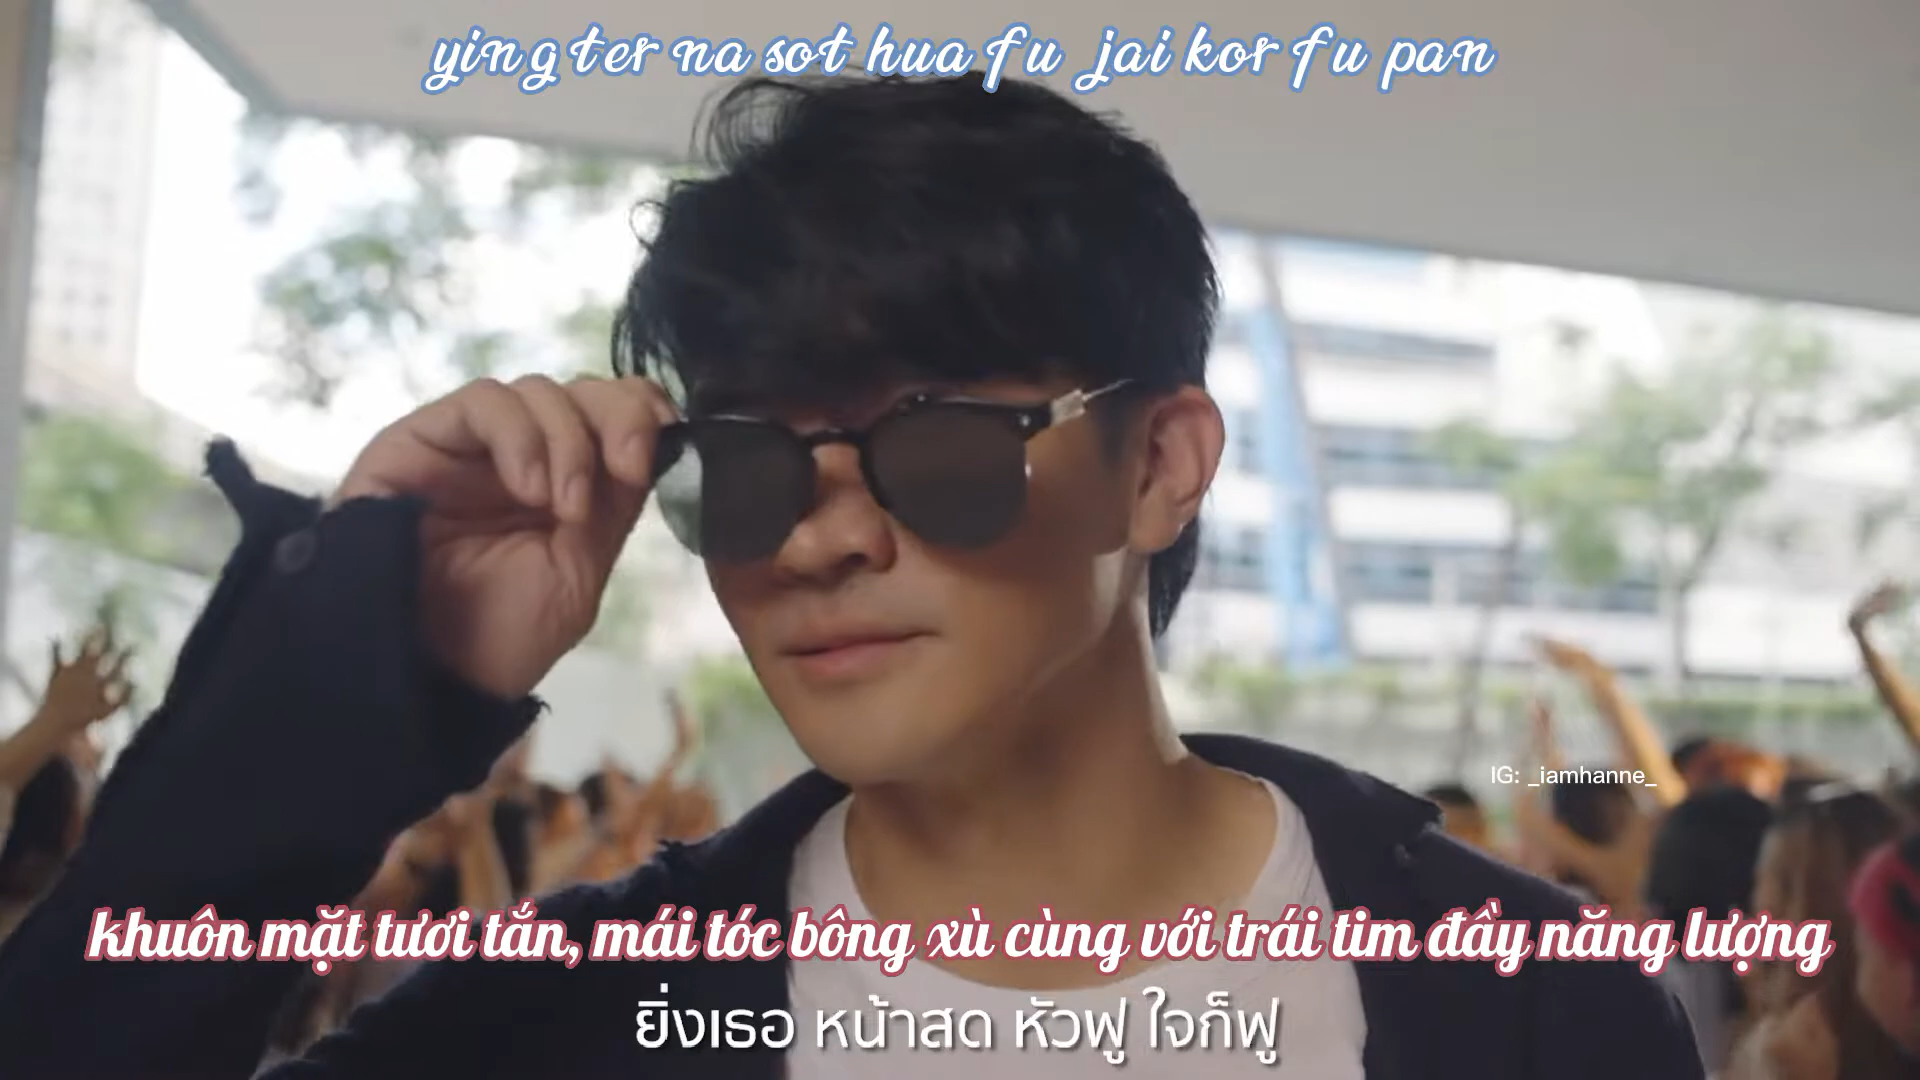 ying ter na sot hua fu jai kor fu pan
IG: _iamhanne_
khuôn mặt tươi tắn, mái tóc bông xù cùng với trái tim đầy năng lượng
ยิ่งเธอ หน้าสด หัวฟู ใจก็ฟู